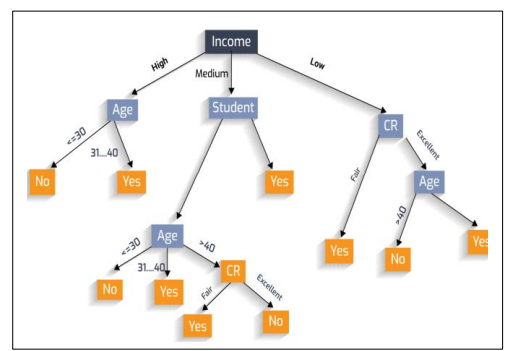 Income
High
Medium
Low
Age
Student
CR
<=30
31....40
Fair
Excellent
No
Yes
Yes
Age
>40
Age
<=30
31....40
>40
CR
Yes
No
Yes
No
Yes
Fair
Excellent
Yes
No